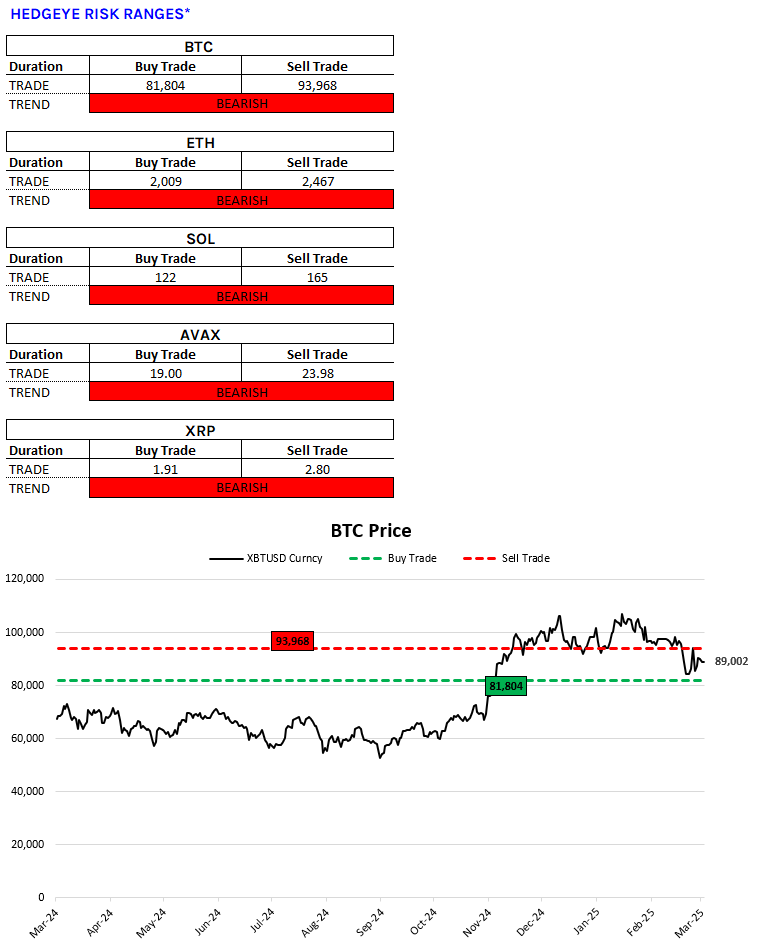 HEDGEYE RISK RANGES*
BTC
Duration Buy Trade Sell Trade
TRADE 81,804 93,968
TREND BEARISH
ETH
Duration Buy Trade Sell Trade
TRADE 2,009 2,467
TREND BEARISH
SOL
Duration Buy Trade Sell Trade
TRADE 122 165
TREND BEARISH
AVAX
Duration Buy Trade Sell Trade
TRADE 19.00 23.98
TREND BEARISH
XRP
Duration Buy Trade Sell Trade
TRADE 1.91 2.80
TREND BEARISH
BTC Price
XBTUSD Curncy Buy Trade Sell Trade
120,000
100,000
93,968
89,002
80,000
81,804
60,000
40,000
20,000
0
Mar-24 Apr-24 May-24 Jun-24 Jul-24 Aug-24 Sep-24 Oct-24 Nov-24 Dec-24 Jan-25 Feb-25 Mar-25